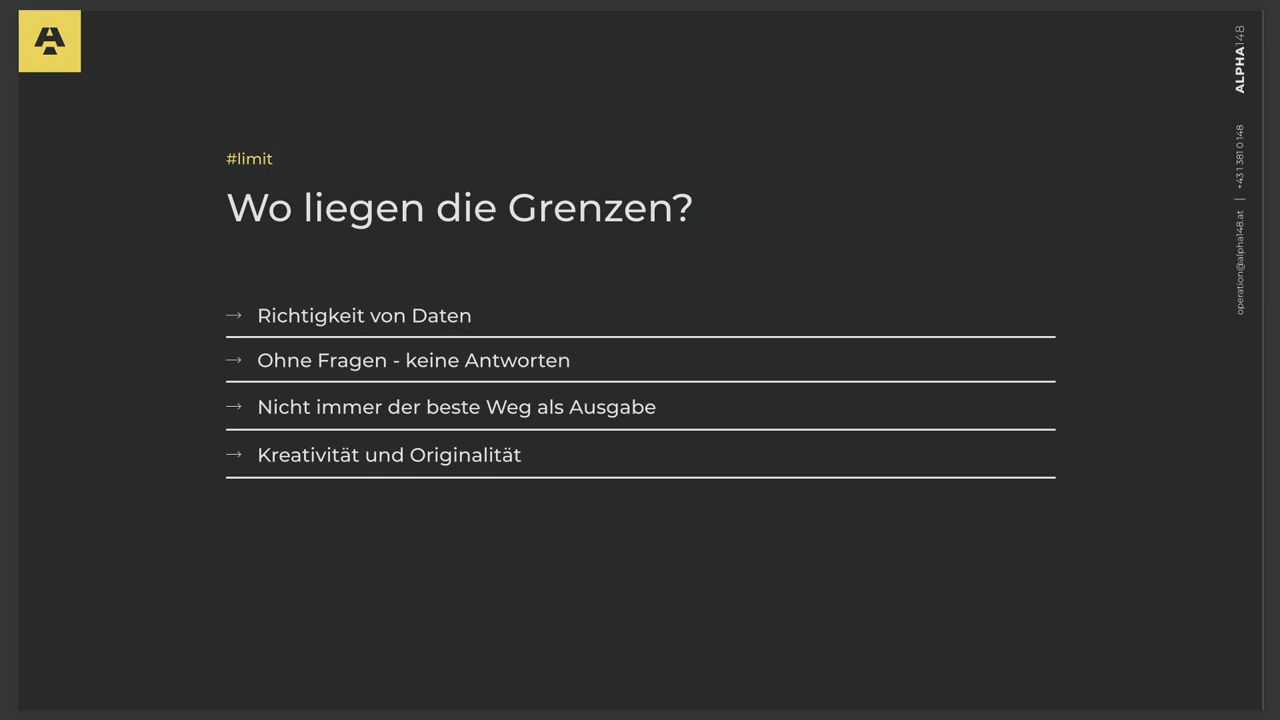 #limit
Wo liegen die Grenzen?
→ Richtigkeit von Daten
→ Ohne Fragen - keine Antworten
→ Nicht immer der beste Weg als Ausgabe
→ Kreativität und Originalität
operation@alpha148.at | +43 1 381 0 148 ALPHA148